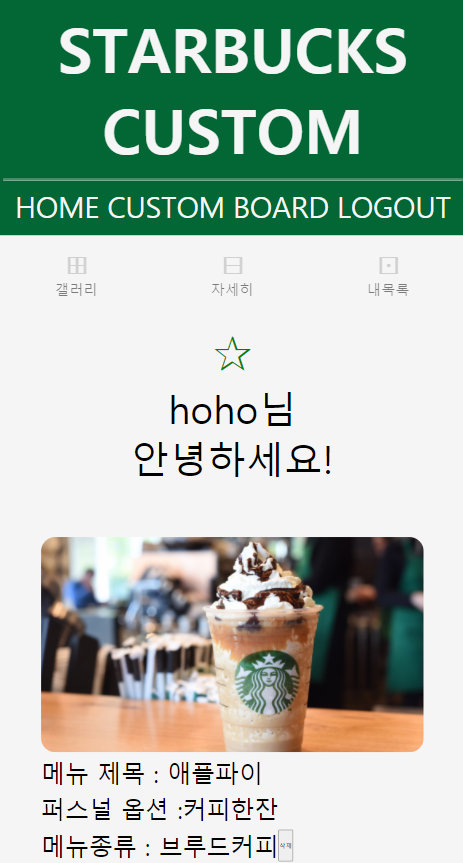 STARBUCKS
CUSTOM
HOME CUSTOM BOARD LOGOUT
갤러리 자세히 내목록
hoho님
안녕하세요!
메뉴 제목 : 애플파이
퍼스널 옵션 :커피한잔
메뉴종류 : 브루드커피 삭제